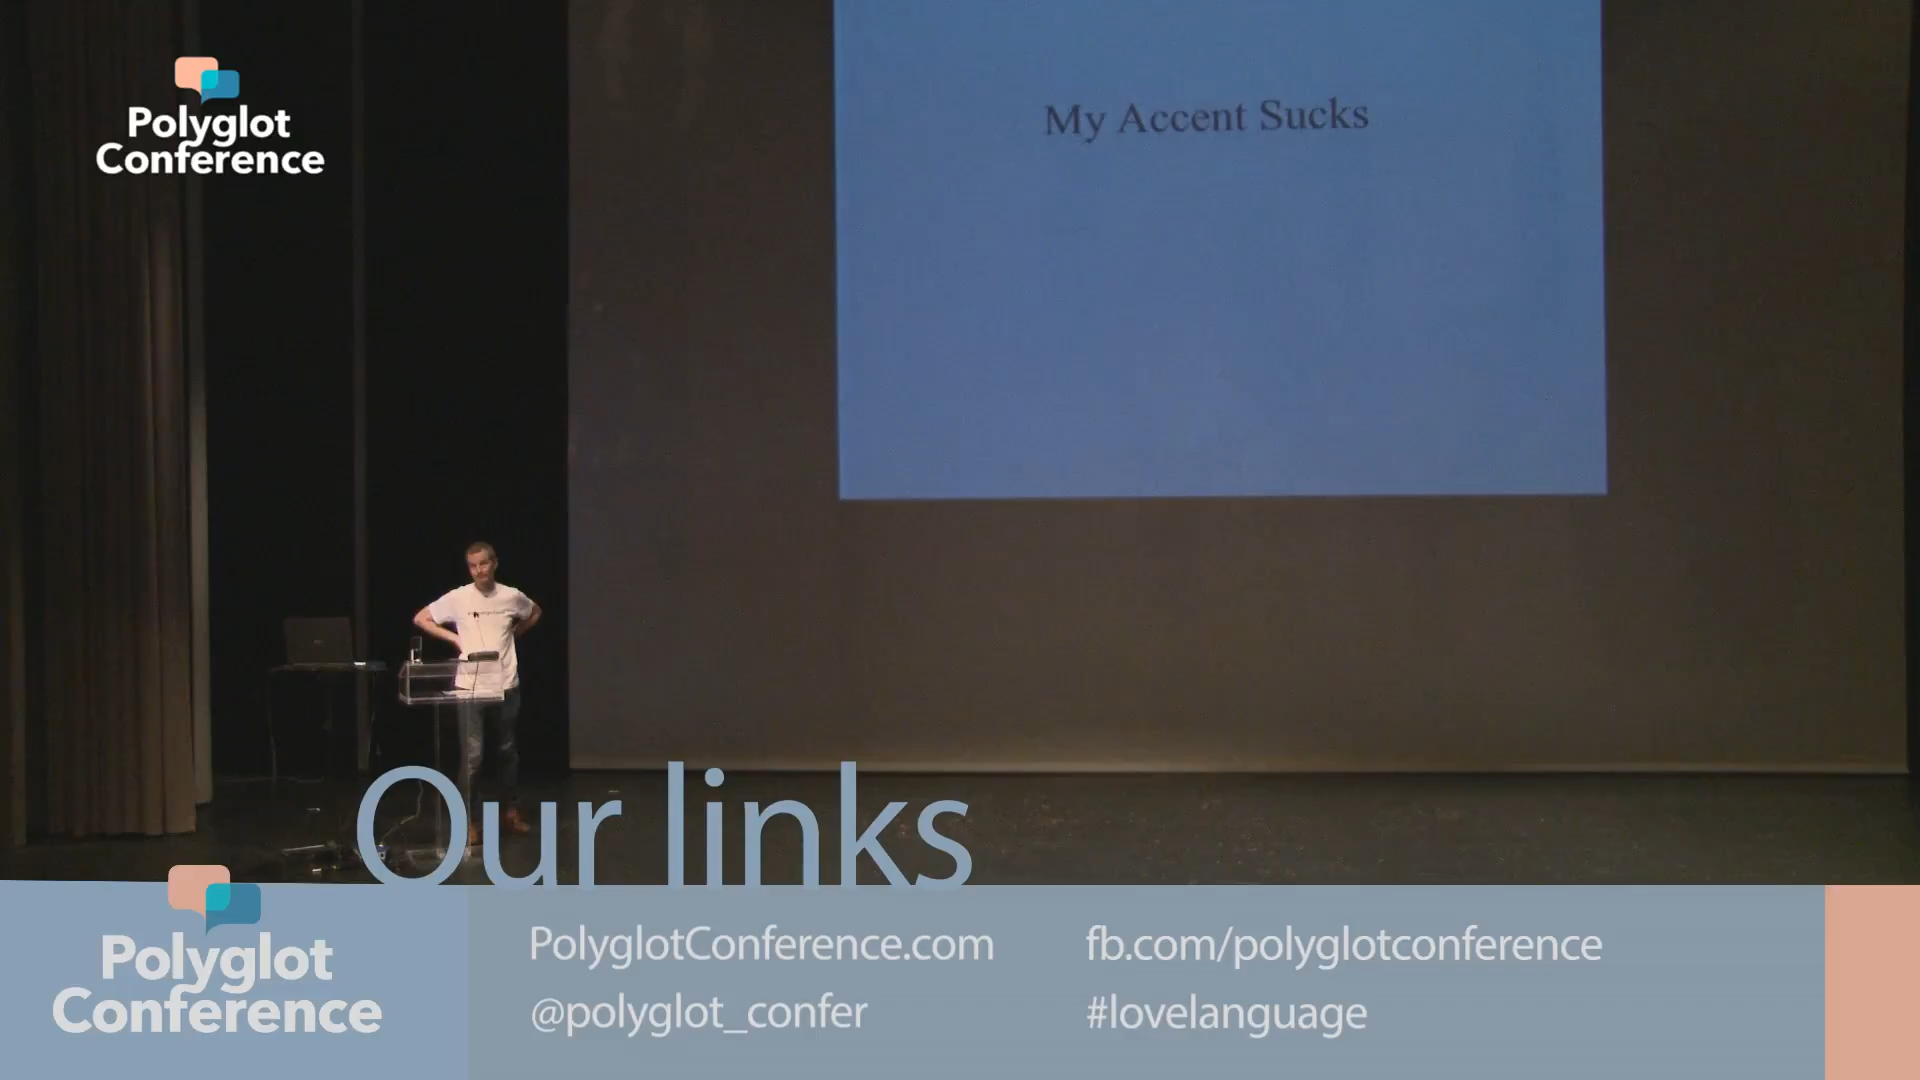 Polyglot
Conference
My Accent Sucks
Our links
Polyglot
Conference
PolyglotConference.com
fb.com/polyglotconference
@polyglot_confer
#lovelanguage